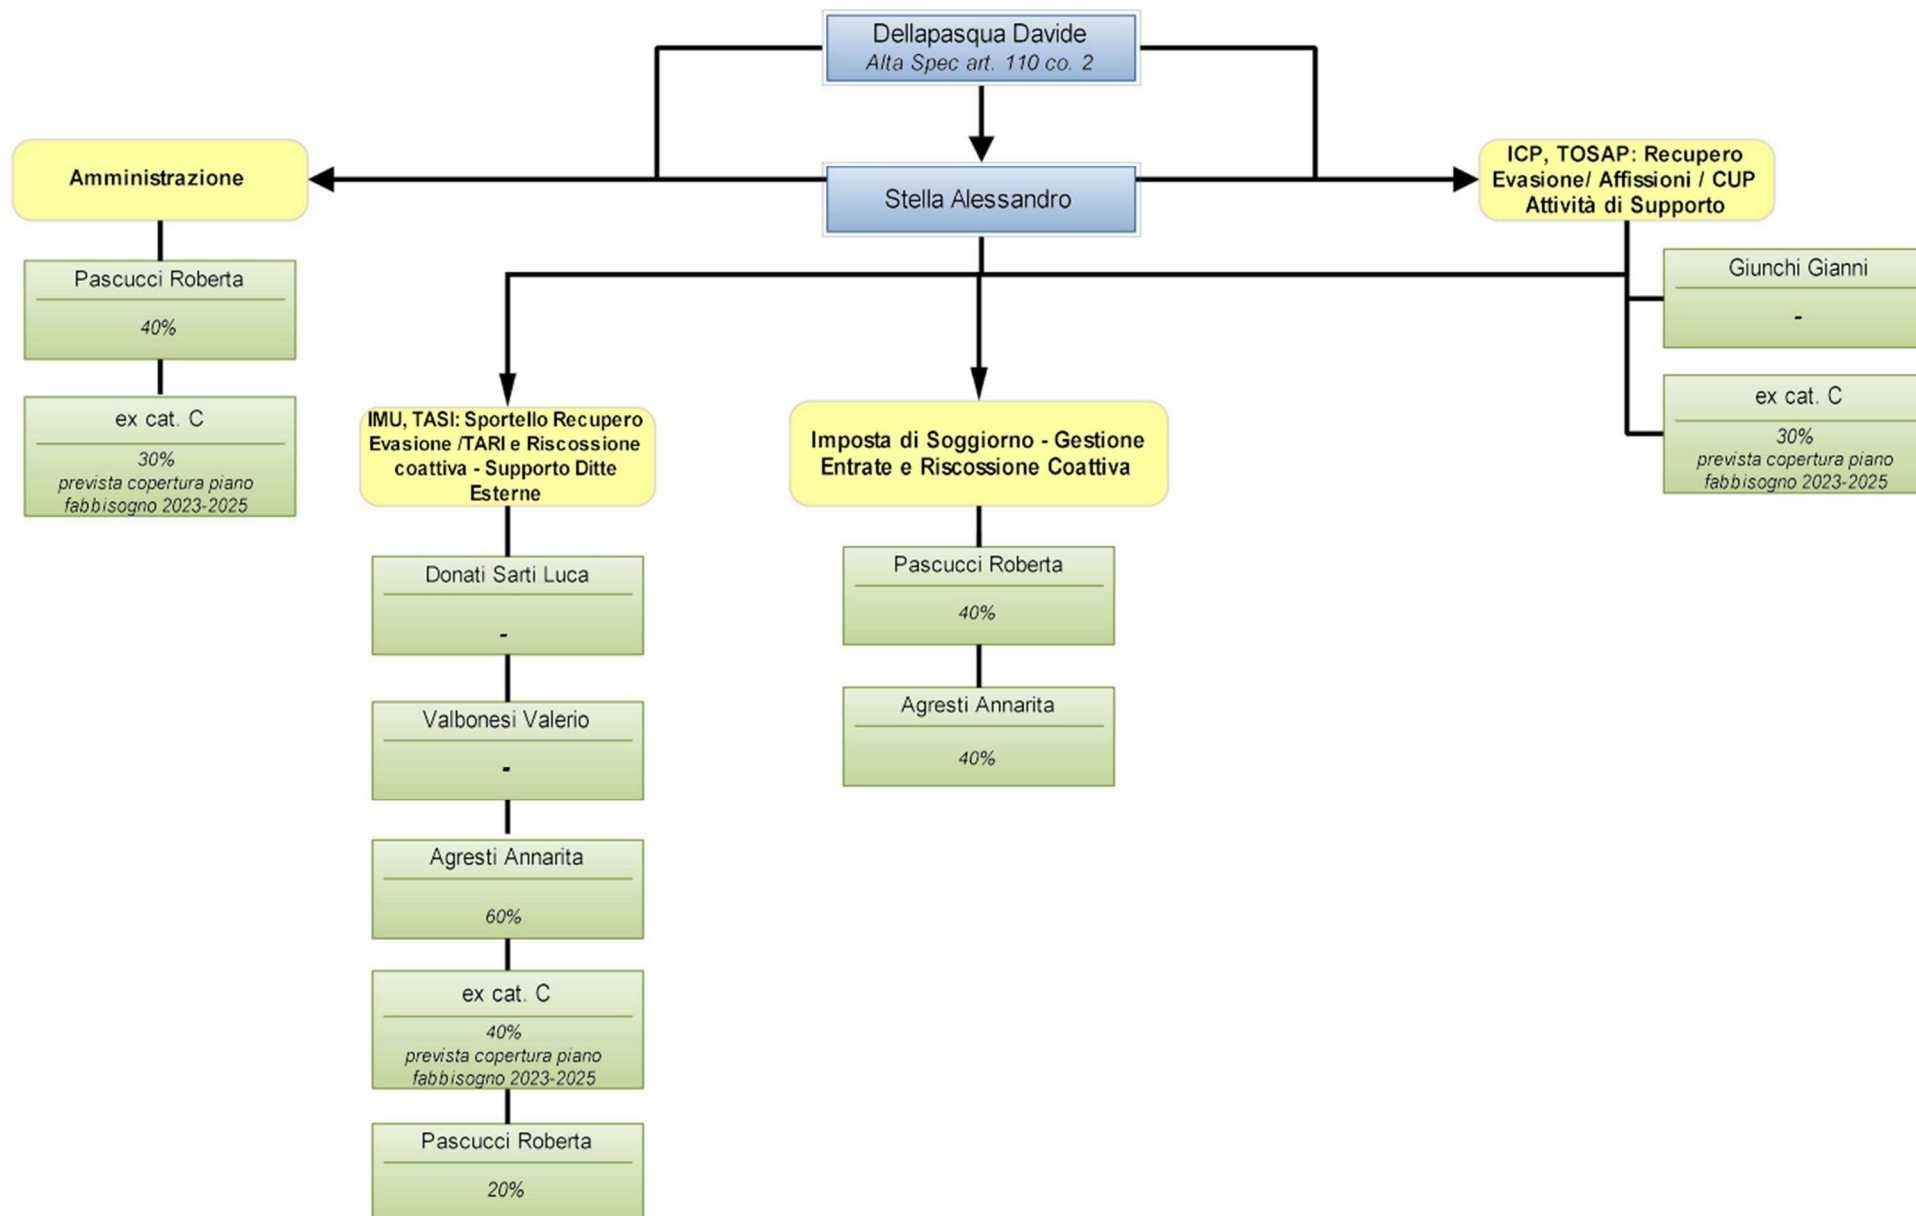 Dellapasqua Davide
Alta Spec art. 110 co. 2
Stella Alessandro
Amministrazione
Pascucci Roberta
40%
ex cat. C
30%
prevista copertura piano
fabbisogno 2023-2025
IMU, TASI: Sportello Recupero
Evasione /TARI e Riscossione
coattiva - Supporto Ditte
Esterne
Donati Sarti Luca
-
Valbonesi Valerio
-
Agresti Annarita
60%
ex cat. C
40%
prevista copertura piano
fabbisogno 2023-2025
Pascucci Roberta
20%
Imposta di Soggiorno - Gestione
Entrate e Riscossione Coattiva
Pascucci Roberta
40%
Agresti Annarita
40%
ICP, TOSAP: Recupero
Evasione/ Affissioni / CUP
Attività di Supporto
Giunchi Gianni
-
ex cat. C
30%
prevista copertura piano
fabbisogno 2023-2025